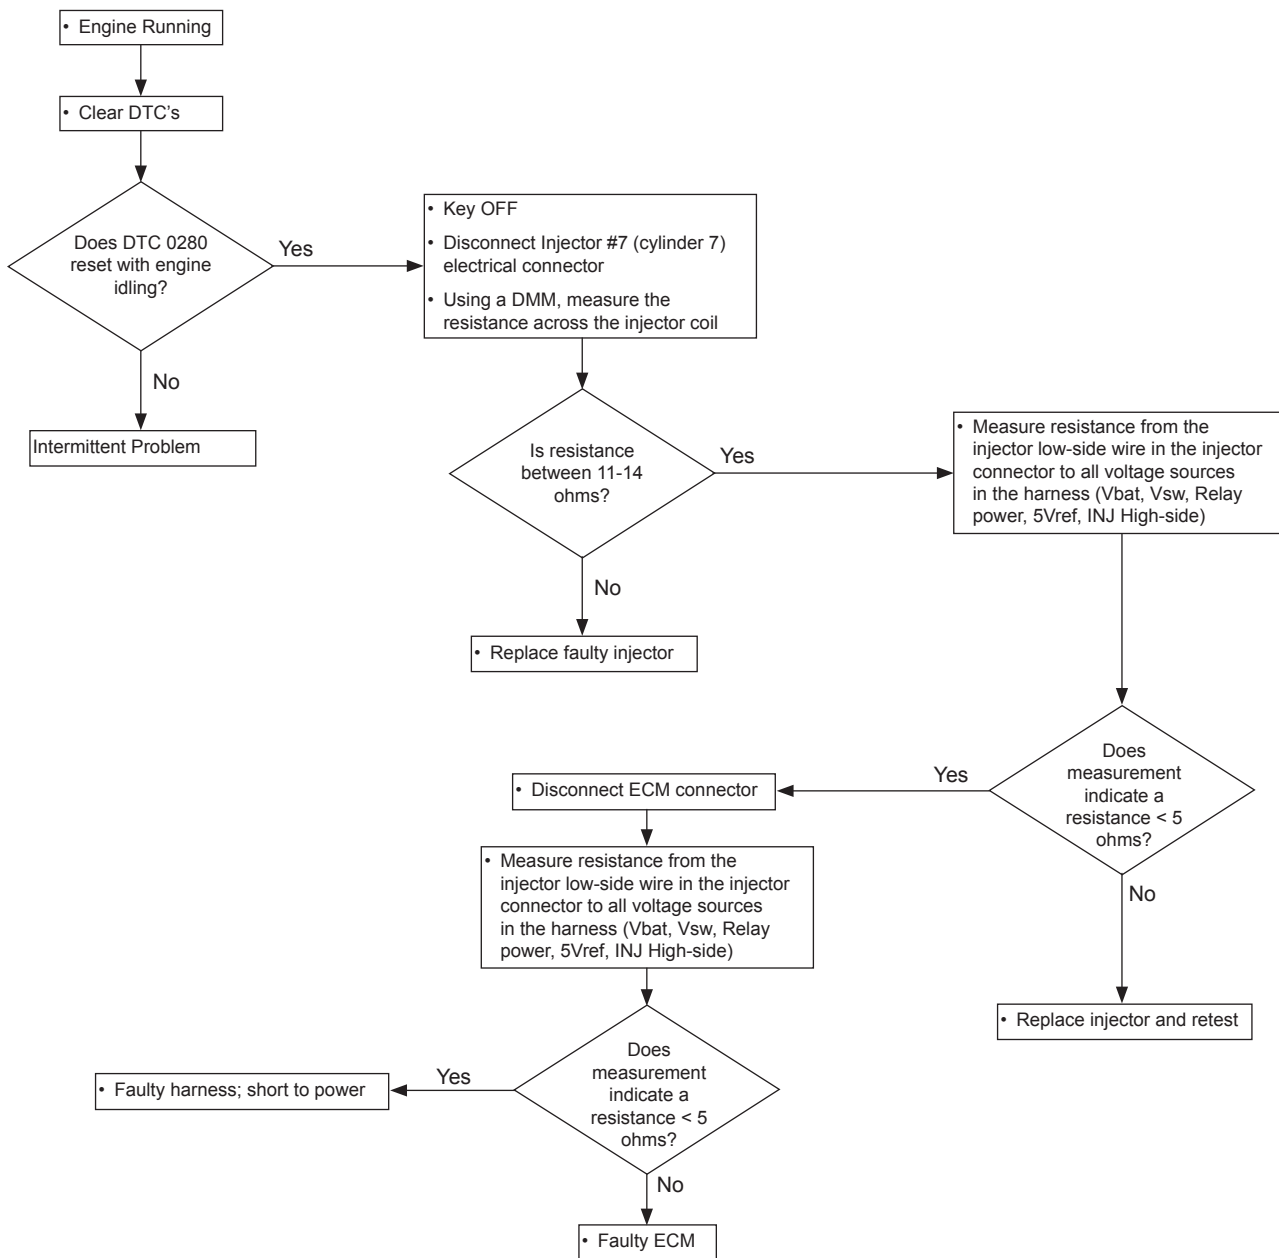 • Engine Running
• Clear DTC's
Does DTC 0280
reset with engine
idling?
Yes
No
Intermittent Problem
• Key OFF
• Disconnect Injector #7 (cylinder 7)
electrical connector
• Using a DMM, measure the
resistance across the injector coil
Is resistance
between 11-14
ohms?
Yes
No
• Replace faulty injector
• Measure resistance from the
injector low-side wire in the injector
connector to all voltage sources
in the harness (Vbat, Vsw, Relay
power, 5Vref, INJ High-side)
Does
measurement
indicate a
resistance < 5
ohms?
Yes
No
• Replace injector and retest
• Disconnect ECM connector
• Measure resistance from the
injector low-side wire in the injector
connector to all voltage sources
in the harness (Vbat, Vsw, Relay
power, 5Vref, INJ High-side)
Does
measurement
indicate a
resistance < 5
ohms?
Yes
• Faulty harness; short to power
No
• Faulty ECM